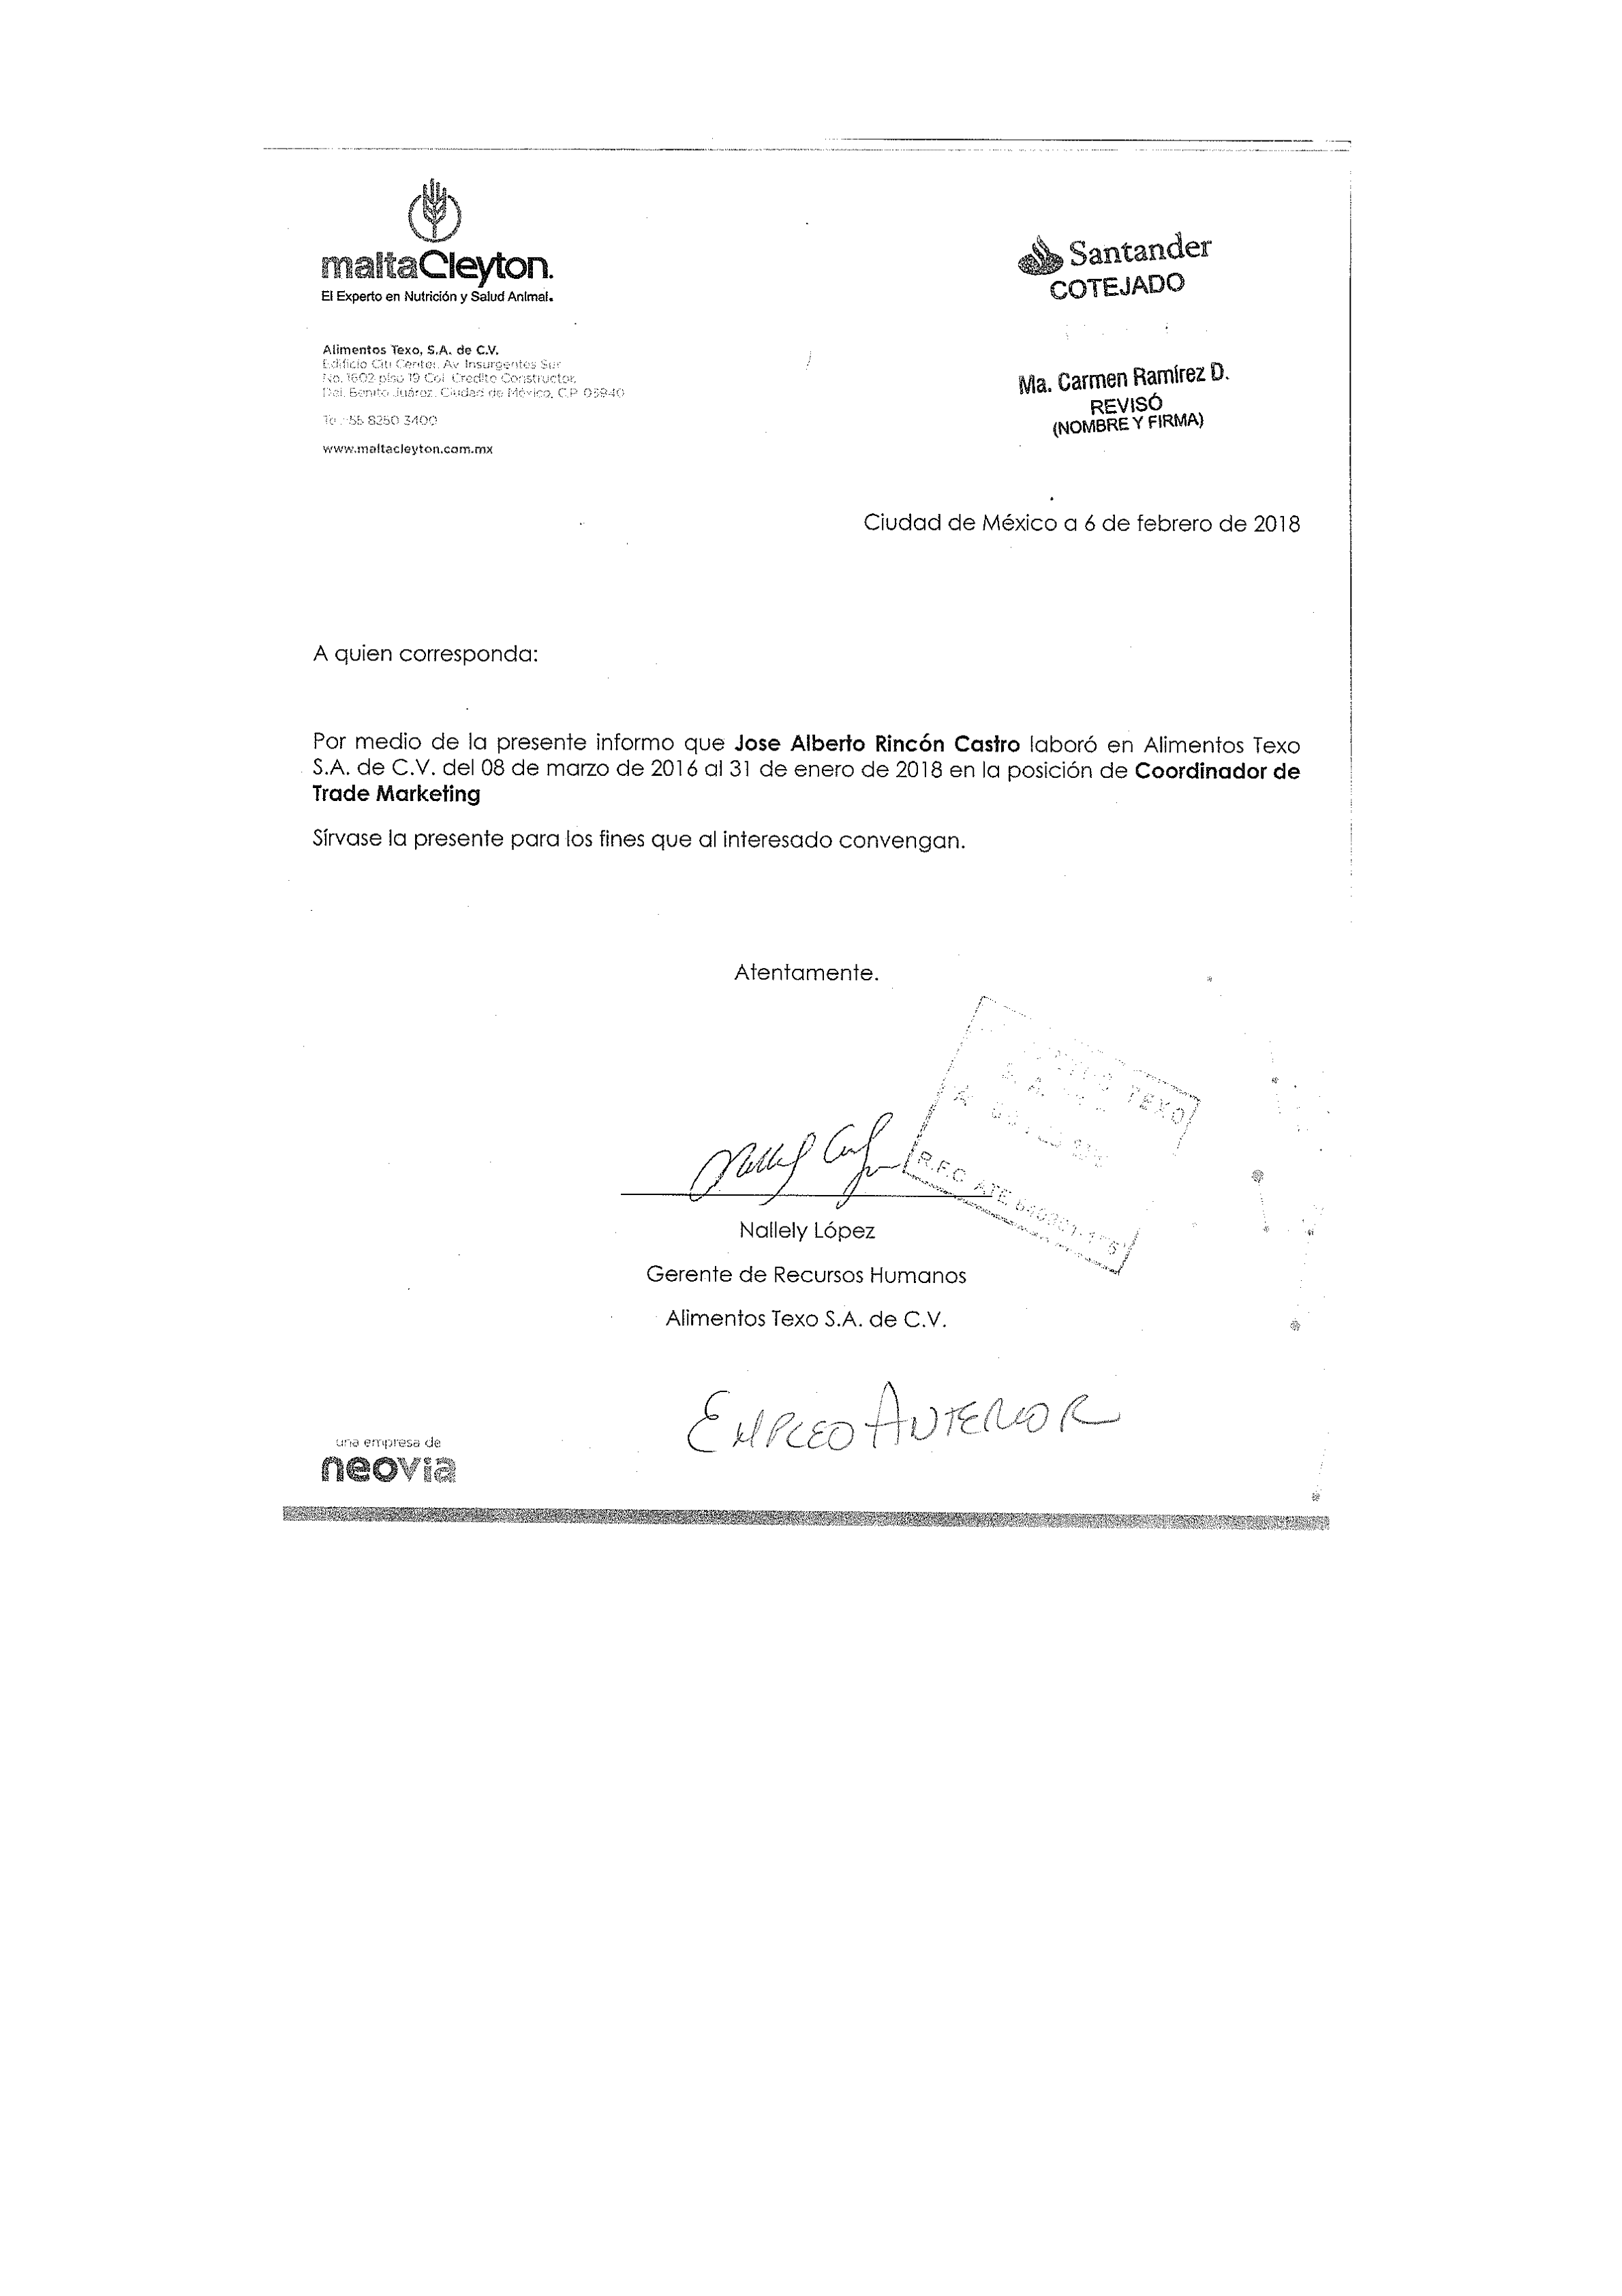 maltaCleyton.
El Experto en Nutrición y Salud Animal.
Santander
COTEJADO
Alimentos Texo, S.A. de C.V.
Edificio Citi Center, Av Insurgentes Sur
No. 1602 piso 19 Col. Credito Constructor,
Del. Benito Juárez, Ciudad de México, C.P. 03940
55 8250 3400
www.maltacleyton.com.mx
Ma. Carmen Ramírez D.
REVISÓ
(NOMBRE Y FIRMA)
Ciudad de México a 6 de febrero de 2018
A quien corresponda:
Por medio de la presente informo que Jose Alberto Rincón Castro laboró en Alimentos Texo
S.A. de C.V. del 08 de marzo de 2016 al 31 de enero de 2018 en la posición de Coordinador de
Trade Marketing
Sírvase la presente para los fines que al interesado convengan.
Atentamente.
TEXO
S. A.
R.F.C ATE
Nallely López
Gerente de Recursos Humanos
Alimentos Texo S.A. de C.V.
EMPLEO ANTERIOR
una empresa de
neovia